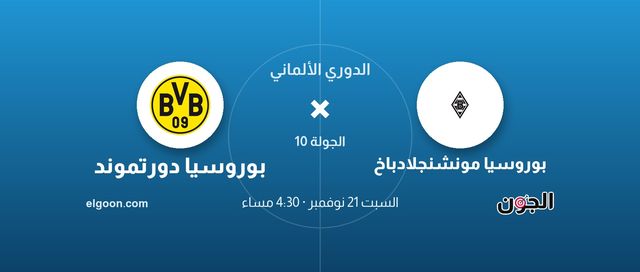 الدوري الألماني
BVB
09
الجولة 10
بوروسيا مونشنجلادباخ
بوروسيا دورتموند
السبت 21 نوفمبر · 4:30 مساء
الجون
elgoon.com